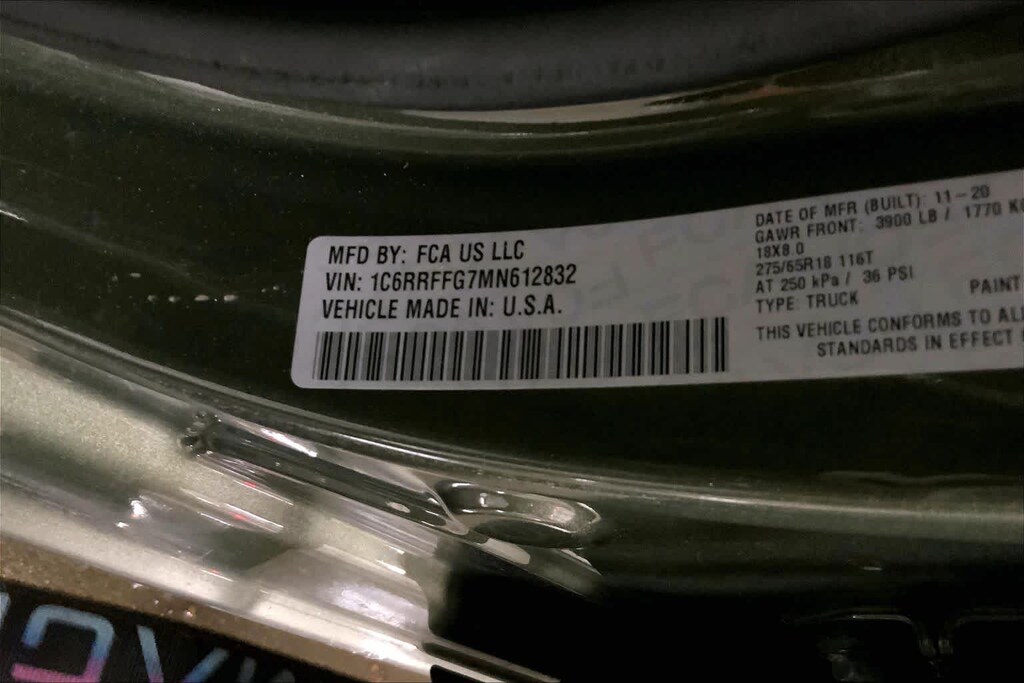 MFD BY: FCA US LLC
VIN: 1C6RRFFG7MN612832
VEHICLE MADE IN: U.S.A.
DATE OF MFR (BUILT): 11-20
GAWR FRONT: 3900 LB / 1770 KG
18X8.0
275/65R18 116T
AT 250 kPa / 36 PSI
TYPE: TRUCK
PAINT
THIS VEHICLE CONFORMS TO ALL
STANDARDS IN EFFECT